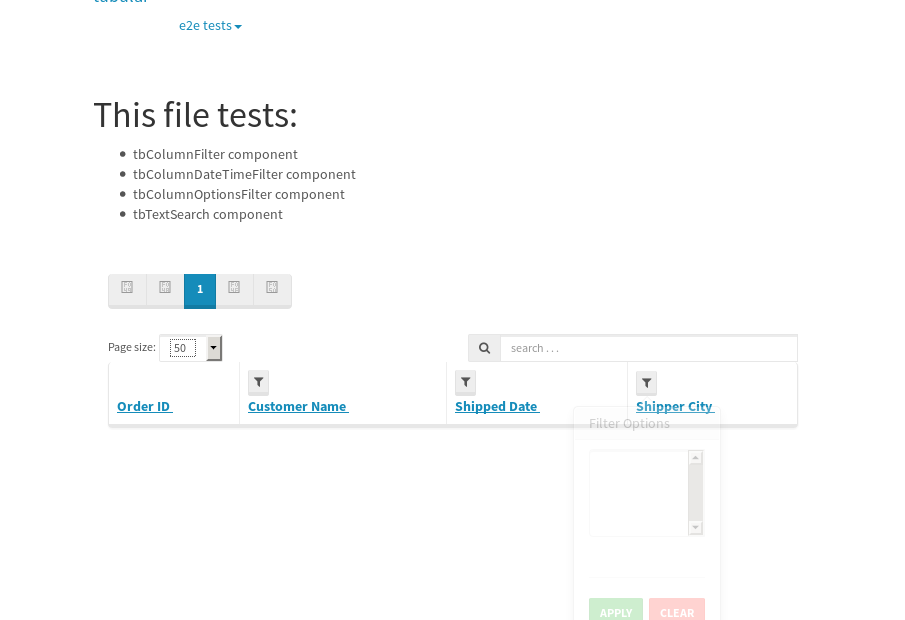 tubular
e2e tests
This file tests:
tbColumnFilter component
tbColumnDateTimeFilter component
tbColumnOptionsFilter component
tbTextSearch component
1
Page size: 50
search . . .
Order ID Customer Name Shipped Date Shipper City
Filter Options
APPLY CLEAR